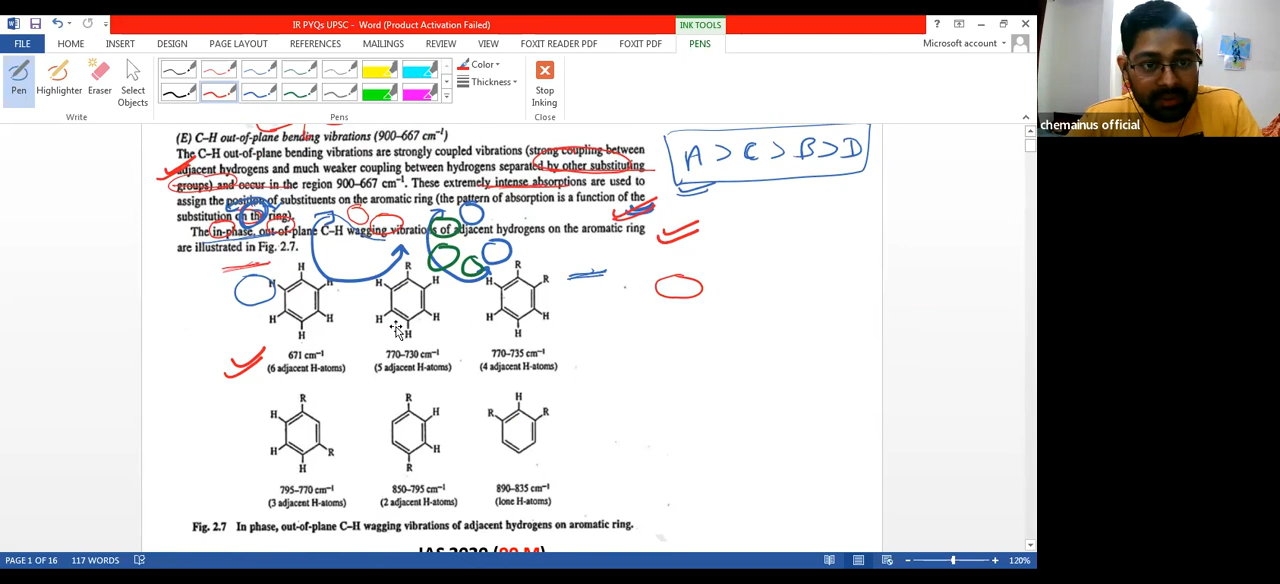 IR PYQs UPSC - Word (Product Activation Failed)
INK TOOLS
FILE HOME INSERT DESIGN PAGE LAYOUT REFERENCES MAILINGS REVIEW VIEW FOXIT READER PDF FOXIT PDF PENS
Microsoft account
Pen Highlighter Eraser Select Objects
Color
Thickness
Stop Inking
Write Pens Close
chemainus official
(E) C–H out-of-plane bending vibrations (900–667 cm⁻¹)
The C–H out-of-plane bending vibrations are strongly coupled vibrations (strong coupling between
adjacent hydrogens and much weaker coupling between hydrogens separated by other substituting
groups) and occur in the region 900–667 cm⁻¹. These extremely intense absorptions are used to
assign the position of substituents on the aromatic ring (the pattern of absorption is a function of the
substitution on the ring).
The in-phase, out-of-plane C–H wagging vibrations of adjacent hydrogens on the aromatic ring
are illustrated in Fig. 2.7.
A > C > B > D
H R R
H H H H H R
H H H H H H
H H H
671 cm⁻¹ 770–730 cm⁻¹ 770–735 cm⁻¹
(6 adjacent H-atoms) (5 adjacent H-atoms) (4 adjacent H-atoms)
R R H
H H R R
H R H
H R
795–770 cm⁻¹ 850–795 cm⁻¹ 890–835 cm⁻¹
(3 adjacent H-atoms) (2 adjacent H-atoms) (lone H-atoms)
Fig. 2.7 In phase, out-of-plane C–H wagging vibrations of adjacent hydrogens on aromatic ring.
IAS 2020
PAGE 1 OF 16 117 WORDS
120%